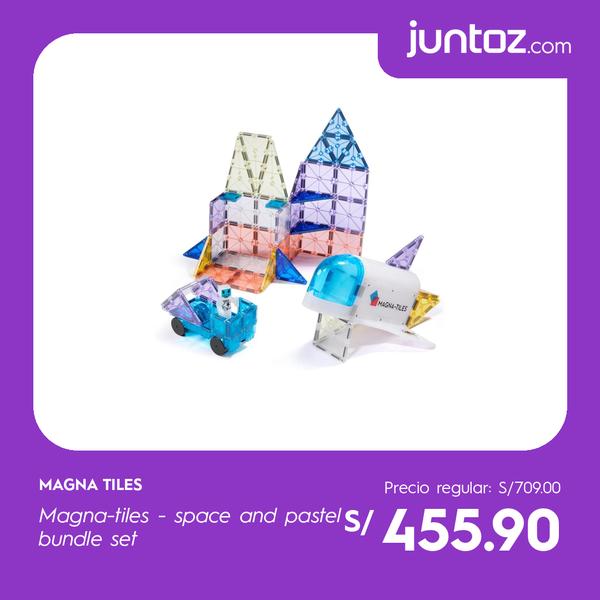 juntoz.com
MAGNA-TILES
MAGNA TILES
Magna-tiles - space and pastel
bundle set
Precio regular: S/709.00
S/ 455.90